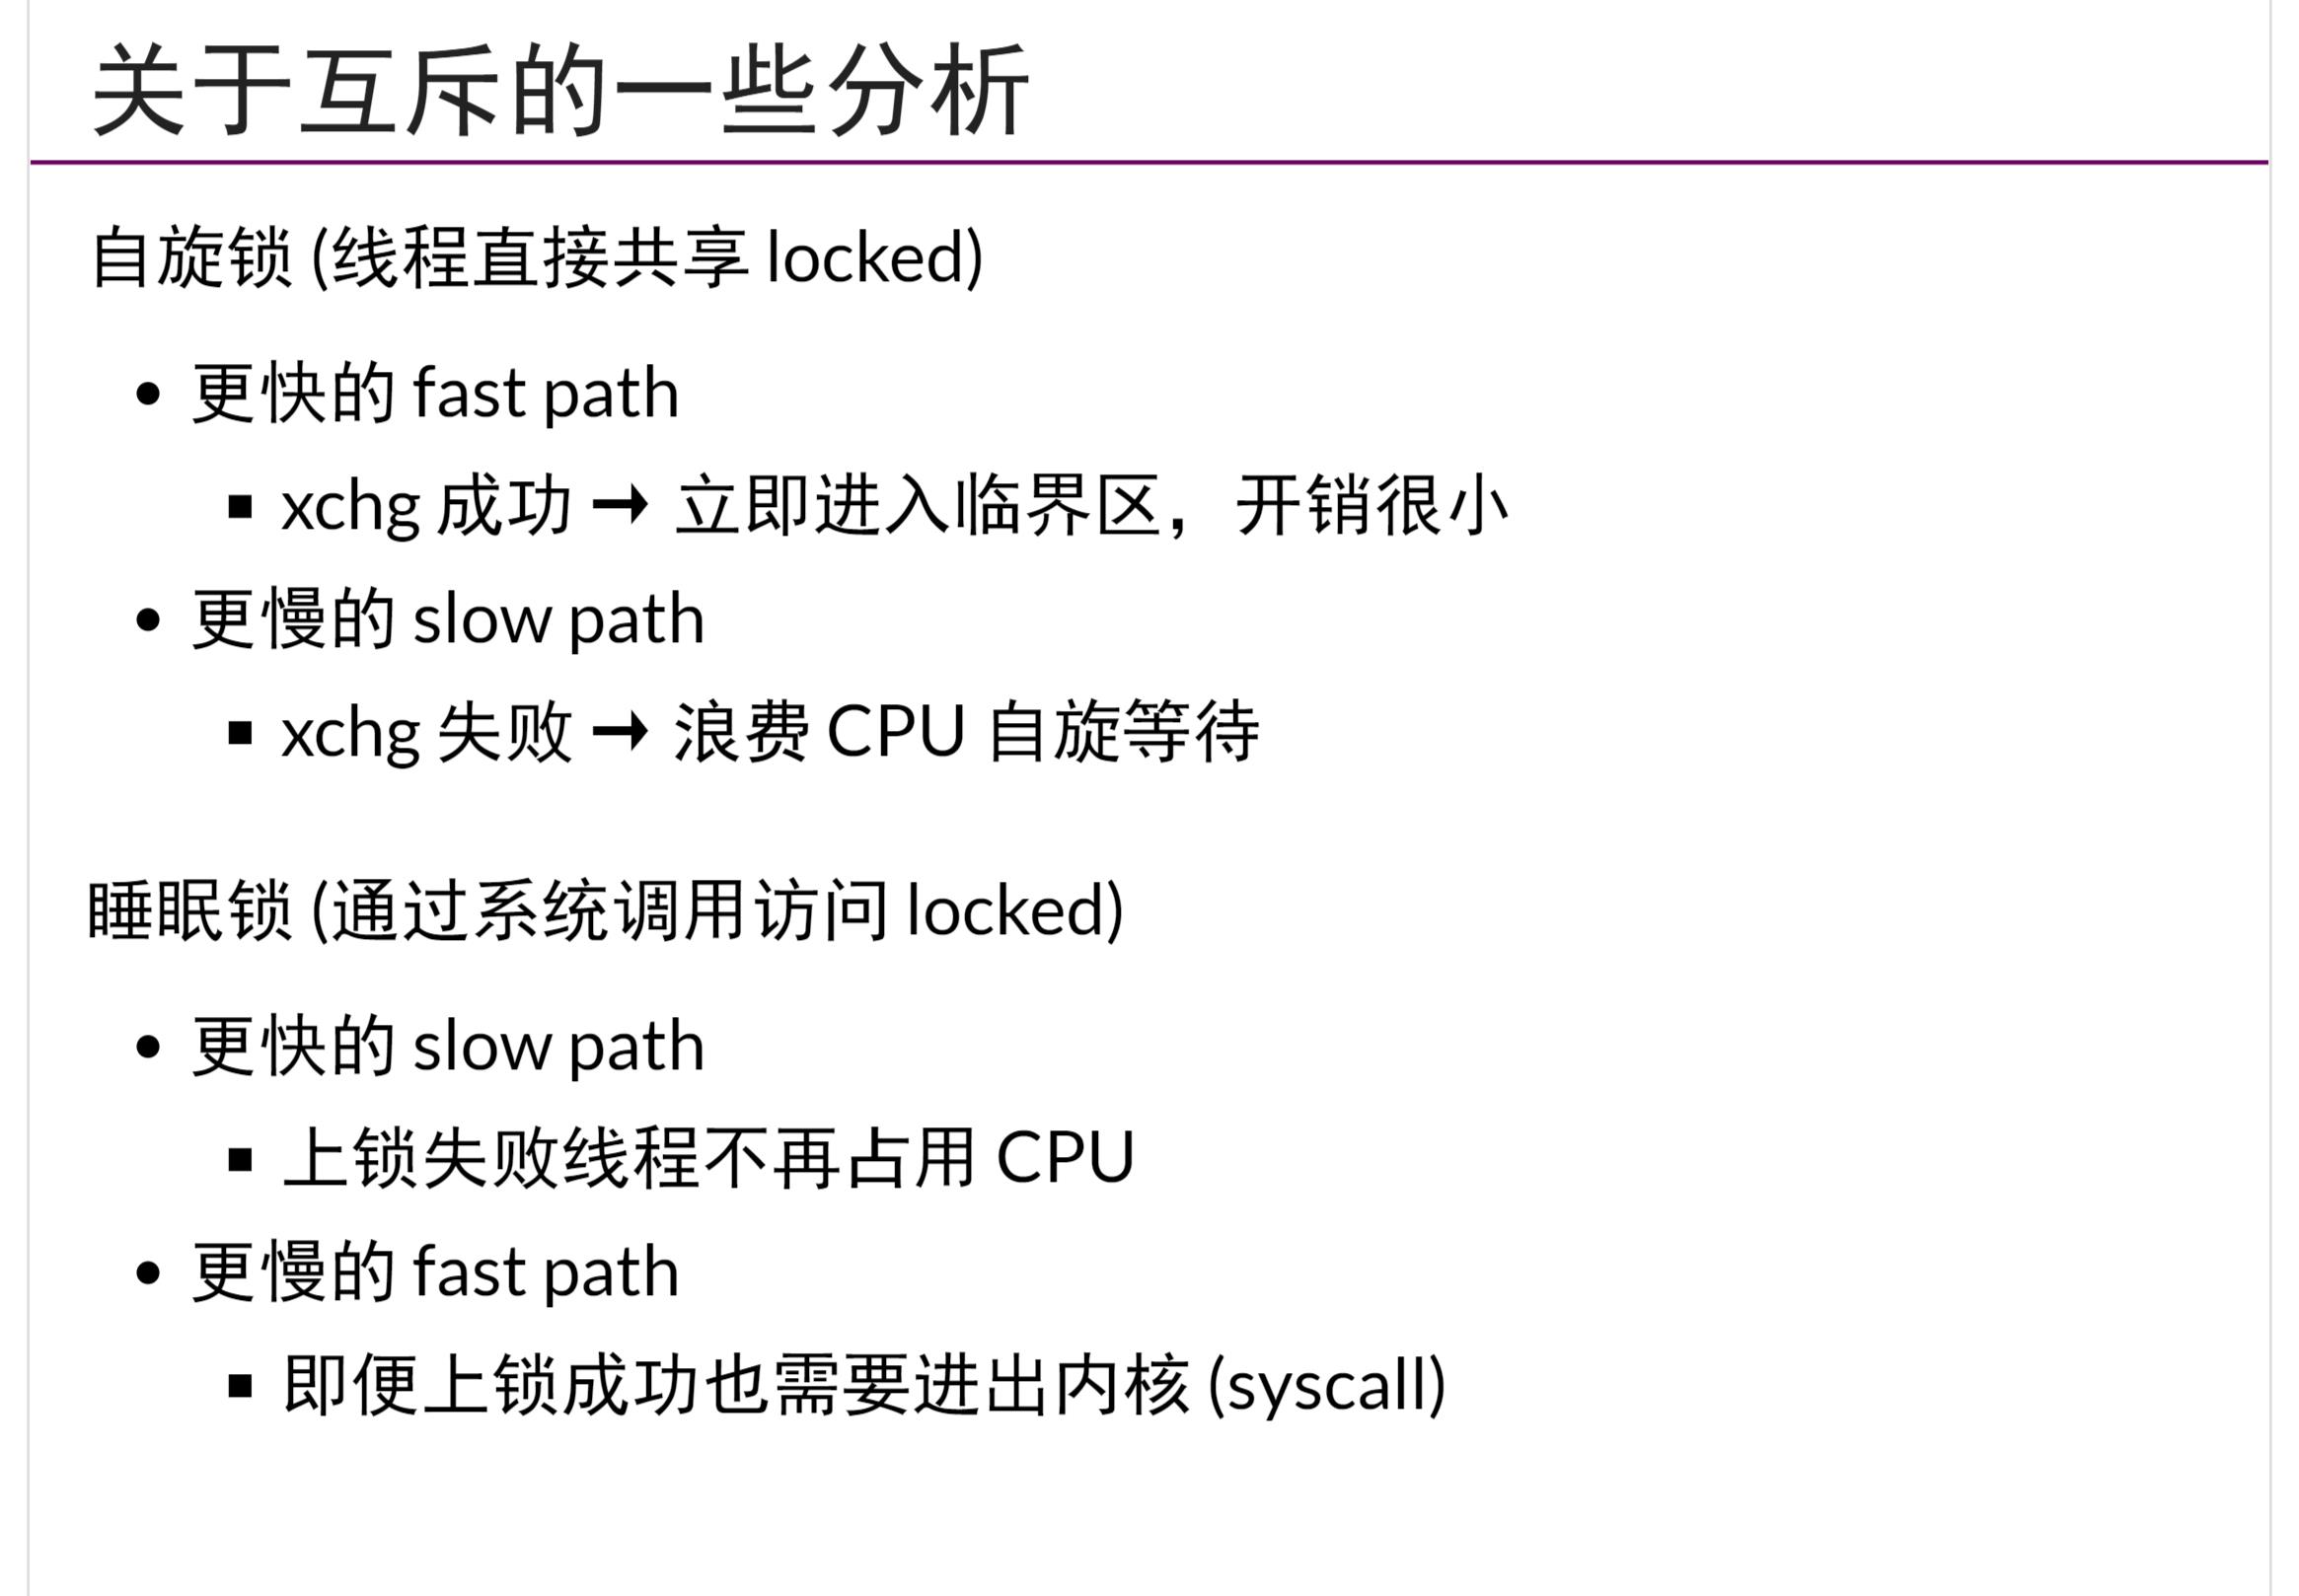 关于互斥的一些分析
自旋锁 (线程直接共享 locked)
• 更快的 fast path
▪ xchg 成功 → 立即进入临界区，开销很小
• 更慢的 slow path
▪ xchg 失败 → 浪费 CPU 自旋等待
睡眠锁 (通过系统调用访问 locked)
• 更快的 slow path
▪ 上锁失败线程不再占用 CPU
• 更慢的 fast path
▪ 即便上锁成功也需要进出内核 (syscall)